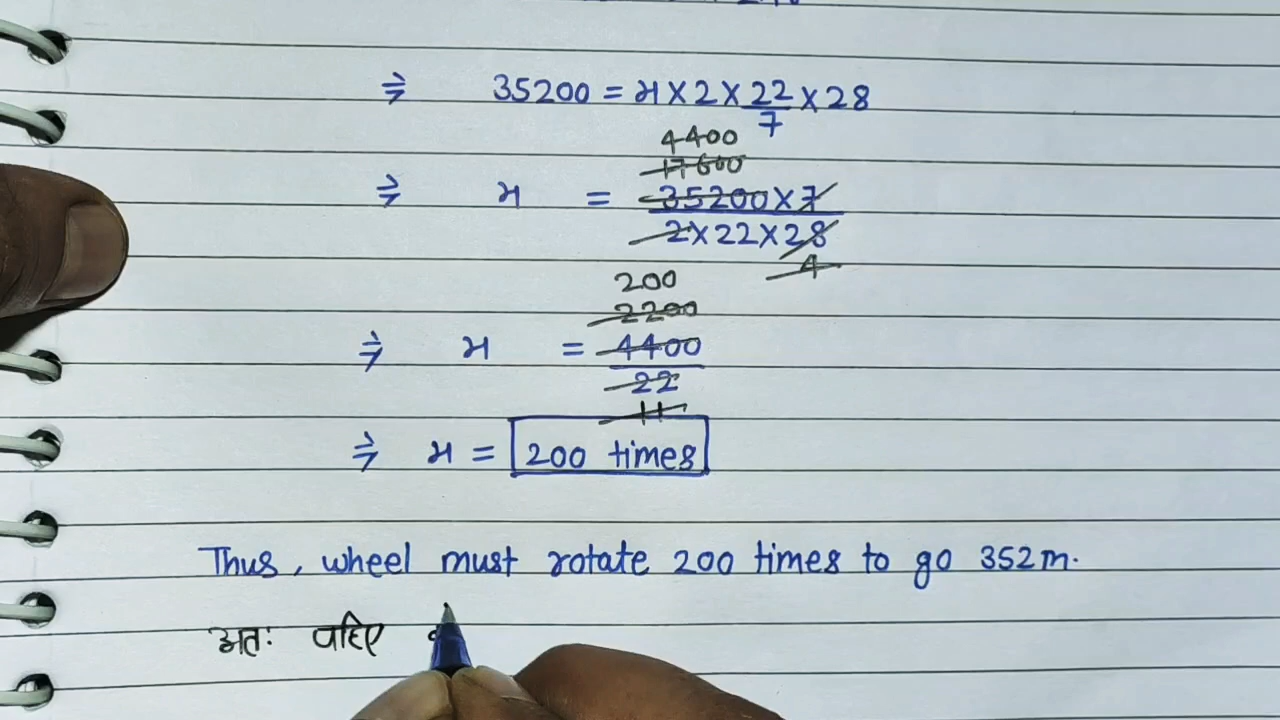 ⇒ 35200 = n × 2 × 22/7 × 28
4400
17600
⇒ n = 35200 × 7
2 × 22 × 28
4
200
2200
⇒ n = 4400
22
11
⇒ n = 200 times
Thus, wheel must rotate 200 times to go 352m.
अतः पहिए